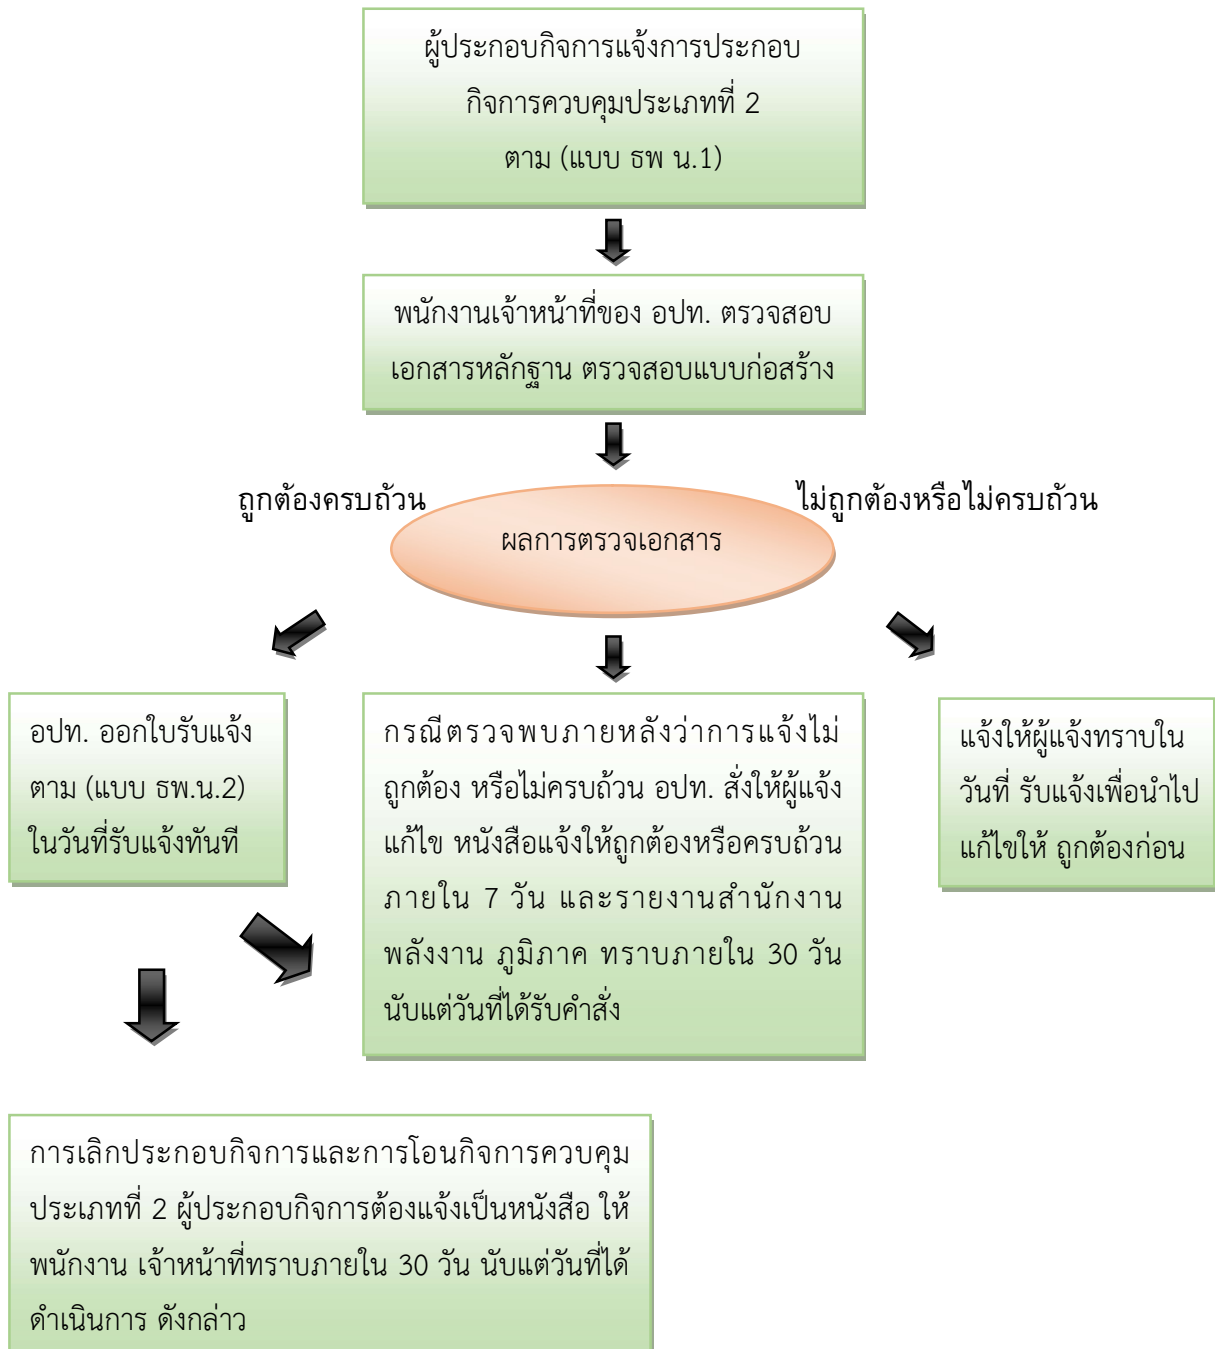 ผู้ประกอบกิจการแจ้งการประกอบ
กิจการควบคุมประเภทที่ 2
ตาม (แบบ ธพ น.1)
พนักงานเจ้าหน้าที่ของ อปท. ตรวจสอบ
เอกสารหลักฐาน ตรวจสอบแบบก่อสร้าง
ถูกต้องครบถ้วน
ไม่ถูกต้องหรือไม่ครบถ้วน
ผลการตรวจเอกสาร
อปท. ออกใบรับแจ้ง
ตาม (แบบ ธพ.น.2)
ในวันที่รับแจ้งทันที
กรณีตรวจพบภายหลังว่าการแจ้งไม่
ถูกต้อง หรือไม่ครบถ้วน อปท. สั่งให้ผู้แจ้ง
แก้ไข หนังสือแจ้งให้ถูกต้องหรือครบถ้วน
ภายใน 7 วัน และรายงานสำนักงาน
พลังงาน ภูมิภาค ทราบภายใน 30 วัน
นับแต่วันที่ได้รับคำสั่ง
แจ้งให้ผู้แจ้งทราบใน
วันที่ รับแจ้งเพื่อนำไป
แก้ไขให้ ถูกต้องก่อน
การเลิกประกอบกิจการและการโอนกิจการควบคุม
ประเภทที่ 2 ผู้ประกอบกิจการต้องแจ้งเป็นหนังสือ ให้
พนักงาน เจ้าหน้าที่ทราบภายใน 30 วัน นับแต่วันที่ได้
ดำเนินการ ดังกล่าว